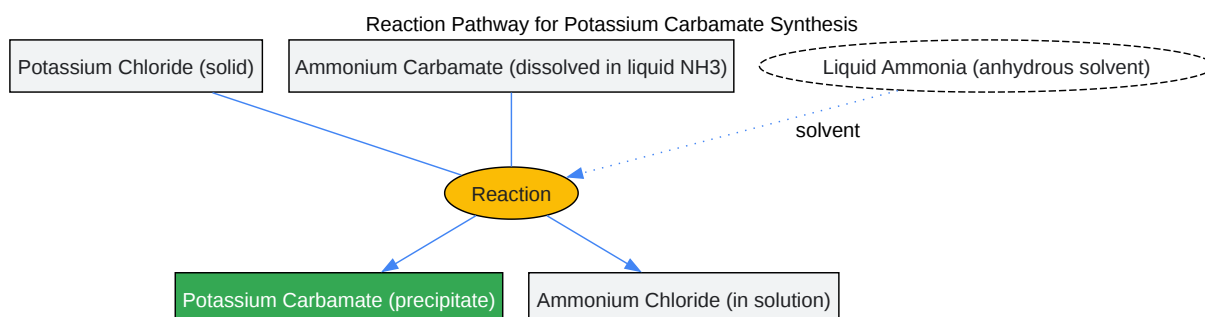 Reaction Pathway for Potassium Carbamate Synthesis
Potassium Chloride (solid)
Ammonium Carbamate (dissolved in liquid NH3)
Liquid Ammonia (anhydrous solvent)
solvent
Reaction
Potassium Carbamate (precipitate)
Ammonium Chloride (in solution)